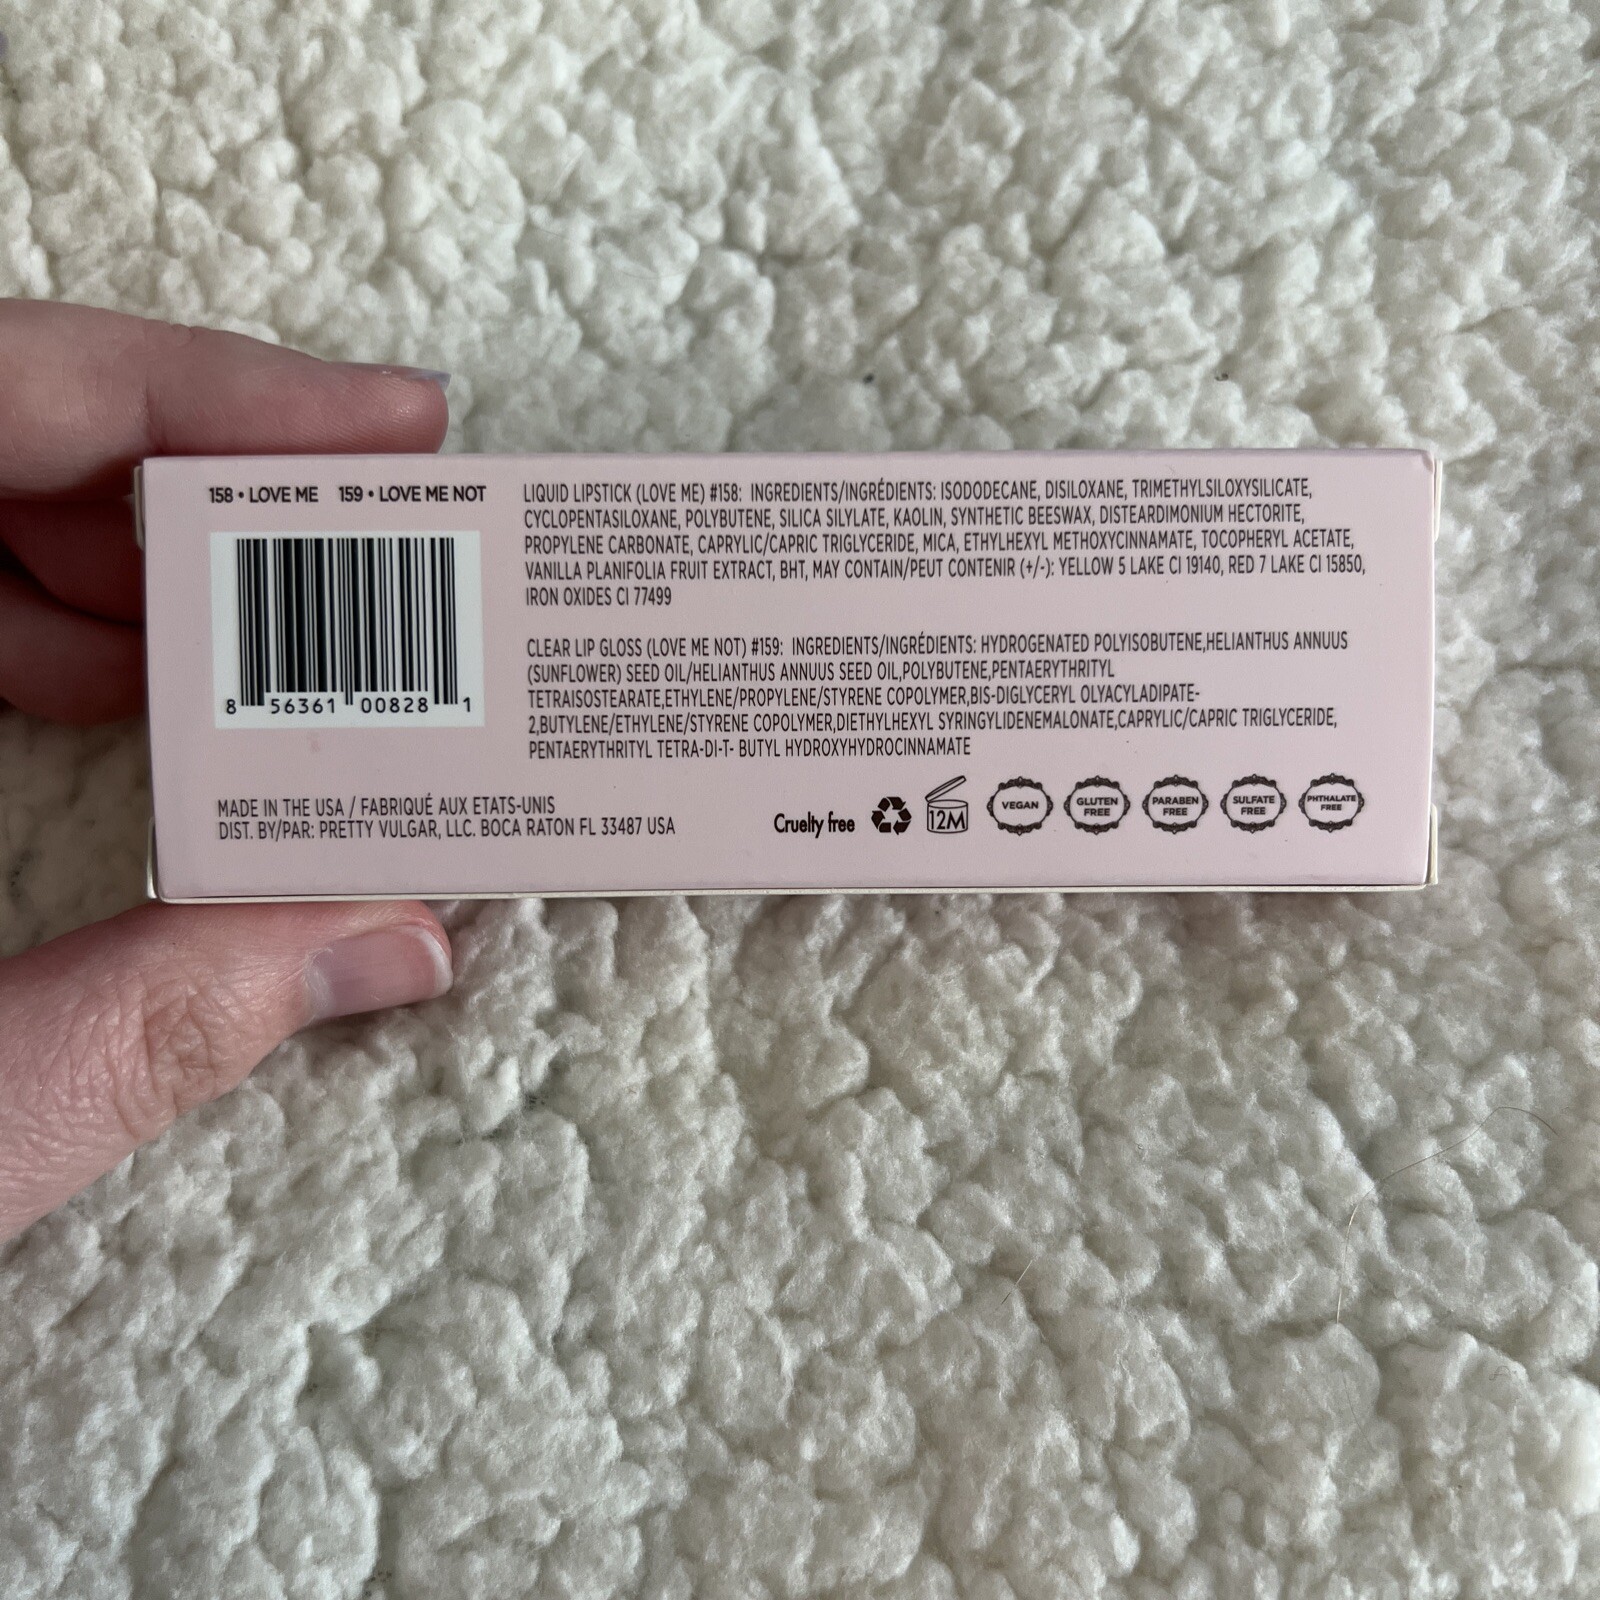 158 • LOVE ME 159 • LOVE ME NOT
8 56361 00828 1
LIQUID LIPSTICK (LOVE ME) #158: INGREDIENTS/INGRÉDIENTS: ISODODECANE, DISILOXANE, TRIMETHYLSILOXYSILICATE,
CYCLOPENTASILOXANE, POLYBUTENE, SILICA SILYLATE, KAOLIN, SYNTHETIC BEESWAX, DISTEARDIMONIUM HECTORITE,
PROPYLENE CARBONATE, CAPRYLIC/CAPRIC TRIGLYCERIDE, MICA, ETHYLHEXYL METHOXYCINNAMATE, TOCOPHERYL ACETATE,
VANILLA PLANIFOLIA FRUIT EXTRACT, BHT, MAY CONTAIN/PEUT CONTENIR (+/-): YELLOW 5 LAKE CI 19140, RED 7 LAKE CI 15850,
IRON OXIDES CI 77499
CLEAR LIP GLOSS (LOVE ME NOT) #159: INGREDIENTS/INGRÉDIENTS: HYDROGENATED POLYISOBUTENE,HELIANTHUS ANNUUS
(SUNFLOWER) SEED OIL/HELIANTHUS ANNUUS SEED OIL,POLYBUTENE,PENTAERYTHRITYL
TETRAISOSTEARATE,ETHYLENE/PROPYLENE/STYRENE COPOLYMER,BIS-DIGLYCERYL OLYACYLADIPATE-
2,BUTYLENE/ETHYLENE/STYRENE COPOLYMER,DIETHYLHEXYL SYRINGYLIDENEMALONATE,CAPRYLIC/CAPRIC TRIGLYCERIDE,
PENTAERYTHRITYL TETRA-DI-T- BUTYL HYDROXYHYDROCINNAMATE
MADE IN THE USA / FABRIQUÉ AUX ETATS-UNIS
DIST. BY/PAR: PRETTY VULGAR, LLC. BOCA RATON FL 33487 USA
Cruelty free
12M
VEGAN
GLUTEN
FREE
PARABEN
FREE
SULFATE
FREE
PHTHALATE
FREE